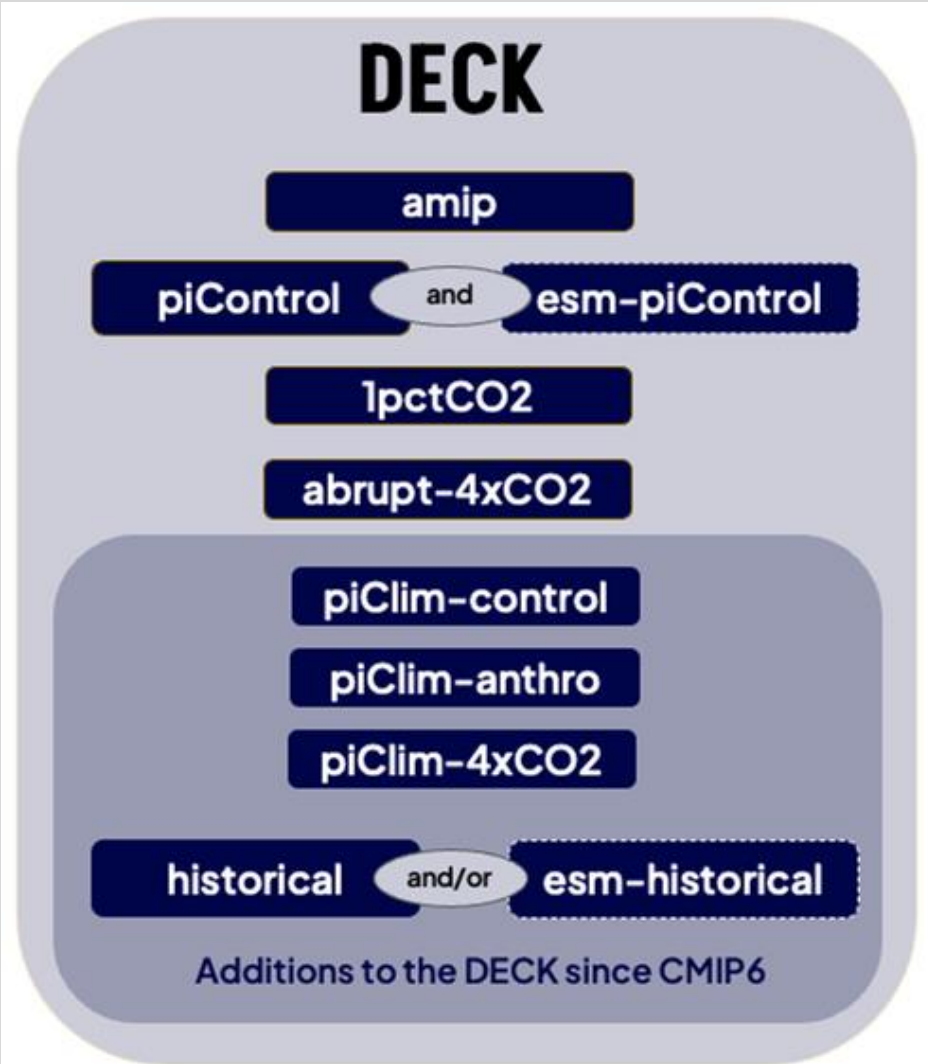 DECK
amip
piControl and esm-piControl
1pctCO2
abrupt-4xCO2
piClim-control
piClim-anthro
piClim-4xCO2
historical and/or esm-historical
Additions to the DECK since CMIP6